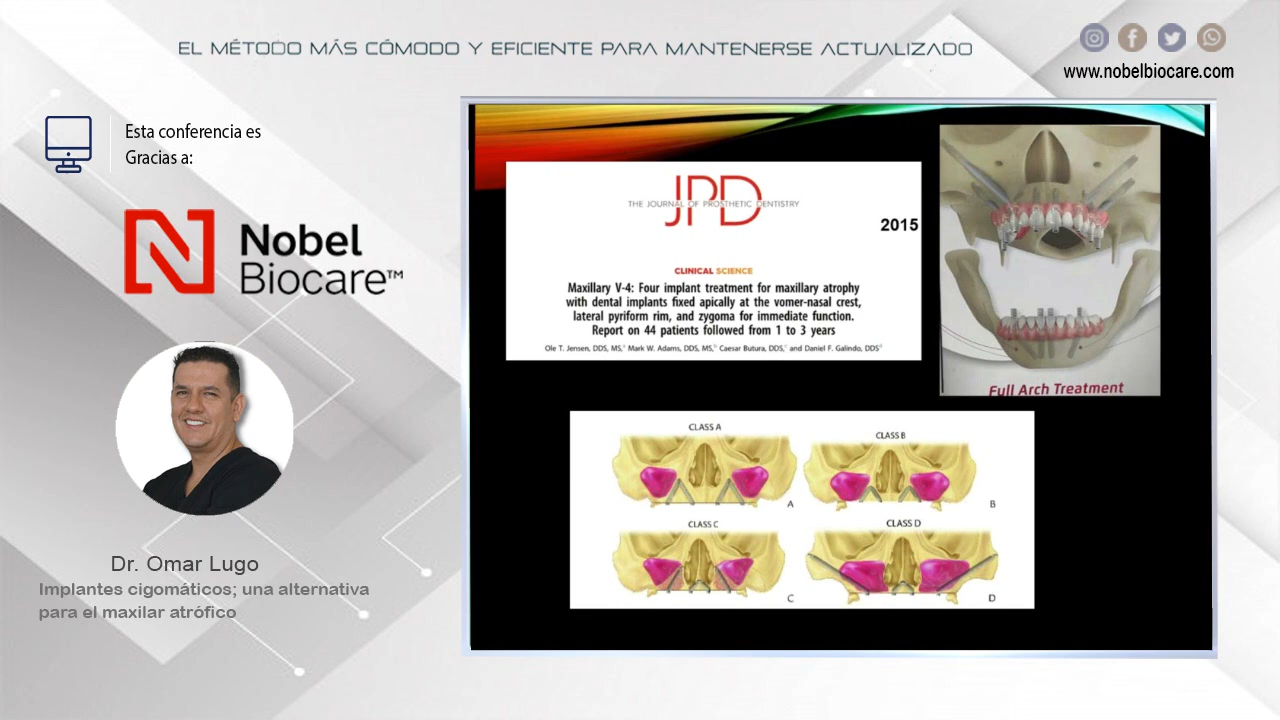 EL MÉTODO MÁS CÓMODO Y EFICIENTE PARA MANTENERSE ACTUALIZADO
www.nobelbiocare.com
Esta conferencia es
Gracias a:
N
Nobel
Biocare™
Dr. Omar Lugo
Implantes cigomáticos; una alternativa
para el maxilar atrófico
JPD
THE JOURNAL OF PROSTHETIC DENTISTRY
2015
CLINICAL SCIENCE
Maxillary V-4: Four implant treatment for maxillary atrophy
with dental implants fixed apically at the vomer-nasal crest,
lateral pyriform rim, and zygoma for immediate function.
Report on 44 patients followed from 1 to 3 years
Ole T. Jensen, DDS, MS,ᵃ Mark W. Adams, DDS, MS,ᵇ Caesar Butura, DDS,ᶜ and Daniel F. Galindo, DDSᵈ
Full Arch Treatment
CLASS A
A
CLASS B
B
CLASS C
C
CLASS D
D